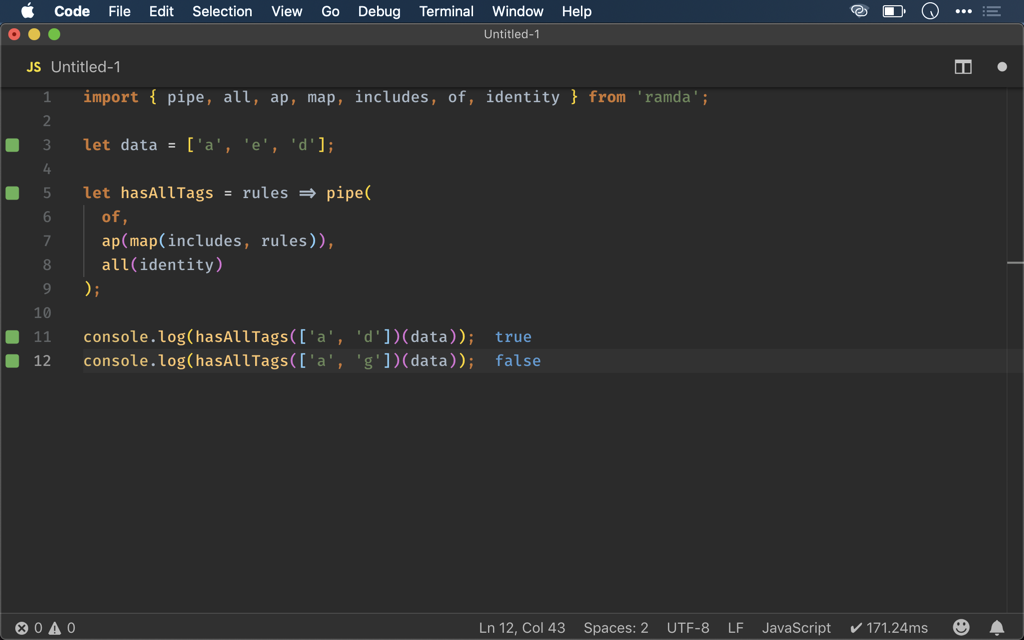 Code File Edit Selection View Go Debug Terminal Window Help
Untitled-1
JS Untitled-1
1 import { pipe, all, ap, map, includes, of, identity } from 'ramda';
2
3 let data = ['a', 'e', 'd'];
4
5 let hasAllTags = rules => pipe(
6 of,
7 ap(map(includes, rules)),
8 all(identity)
9 );
10
11 console.log(hasAllTags(['a', 'd'])(data)); true
12 console.log(hasAllTags(['a', 'g'])(data)); false
0 0 Ln 12, Col 43 Spaces: 2 UTF-8 LF JavaScript ✔ 171.24ms